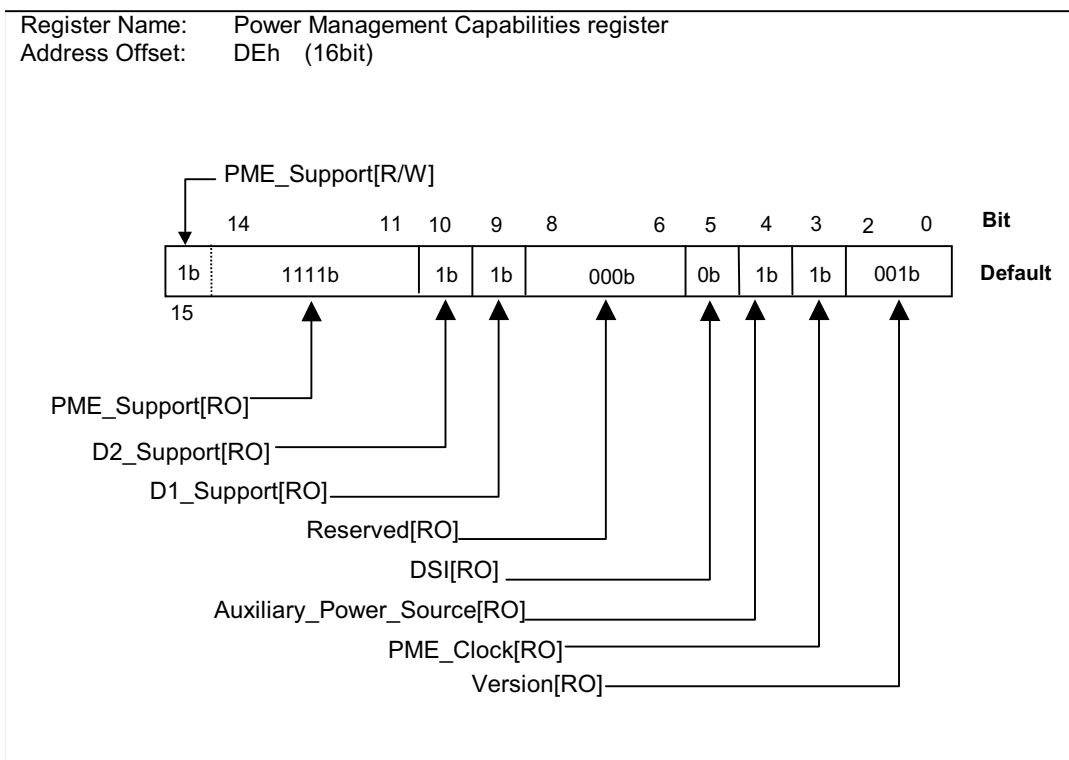 Register Name: Power Management Capabilities register
Address Offset: DEh (16bit)
PME_Support[R/W]
14 11 10 9 8 6 5 4 3 2 0 Bit
1b 1111b 1b 1b 000b 0b 1b 1b 001b Default
15
PME_Support[RO]
D2_Support[RO]
D1_Support[RO]
Reserved[RO]
DSI[RO]
Auxiliary_Power_Source[RO]
PME_Clock[RO]
Version[RO]